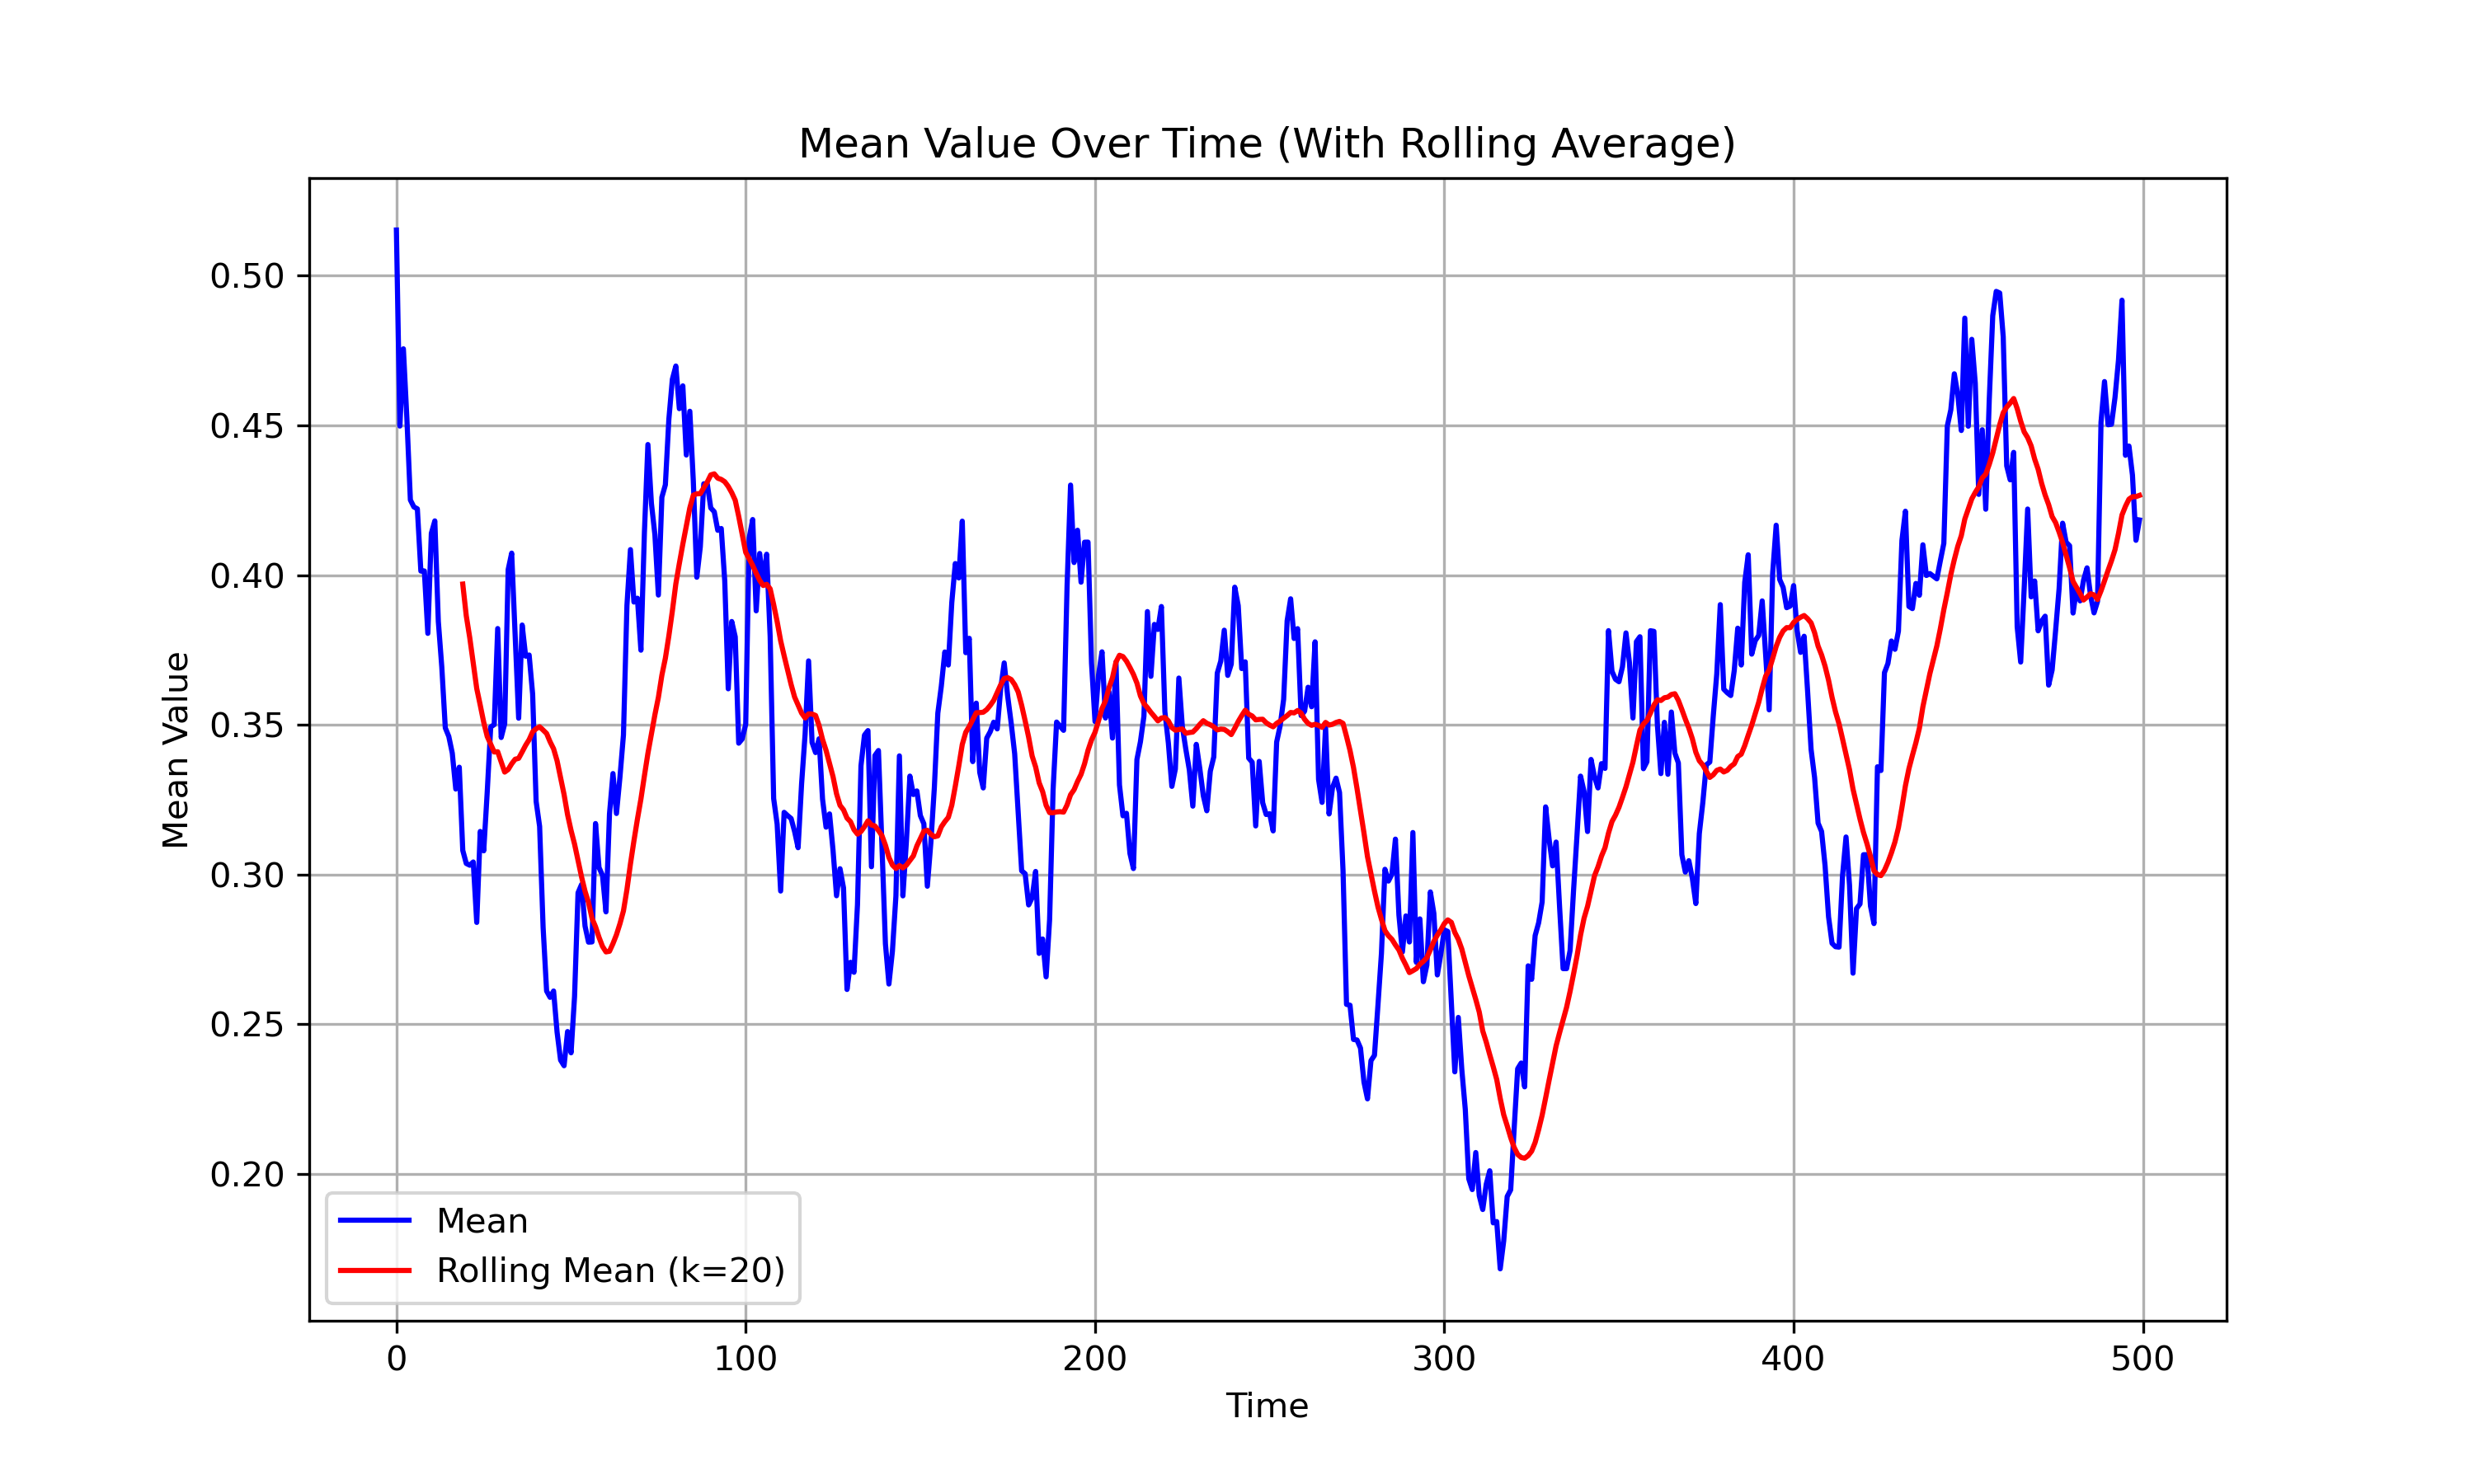 Mean Value Over Time (With Rolling Average)
Mean Value
0.50
0.45
0.40
0.35
0.30
0.25
0.20
Mean
Rolling Mean (k=20)
0 100 200 300 400 500
Time